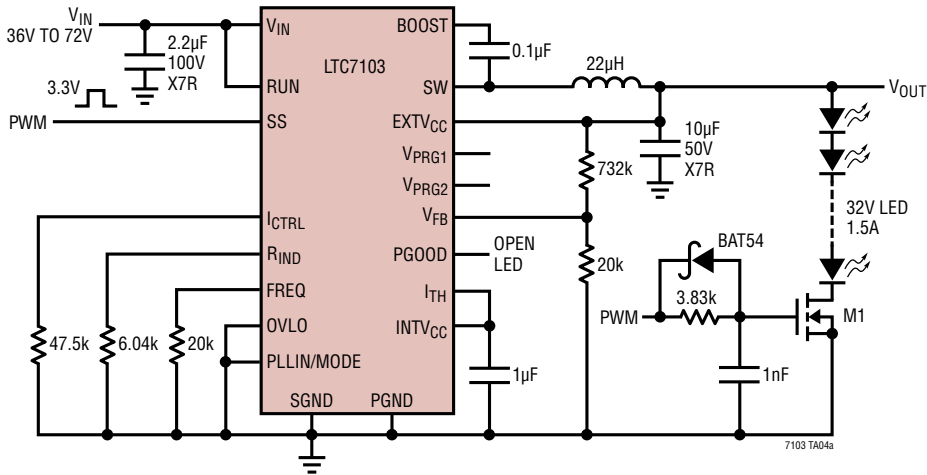 VIN
36V TO 72V
2.2µF
100V
X7R
3.3V
PWM
VIN
RUN
SS
ICTRL
RIND
FREQ
OVLO
PLLIN/MODE
SGND
PGND
LTC7103
BOOST
SW
EXTVCC
VPRG1
VPRG2
VFB
PGOOD
ITH
INTVCC
0.1µF
22µH
VOUT
10µF
50V
X7R
732k
20k
OPEN
LED
32V LED
1.5A
BAT54
PWM
3.83k
M1
1nF
1µF
47.5k
6.04k
20k
7103 TA04a